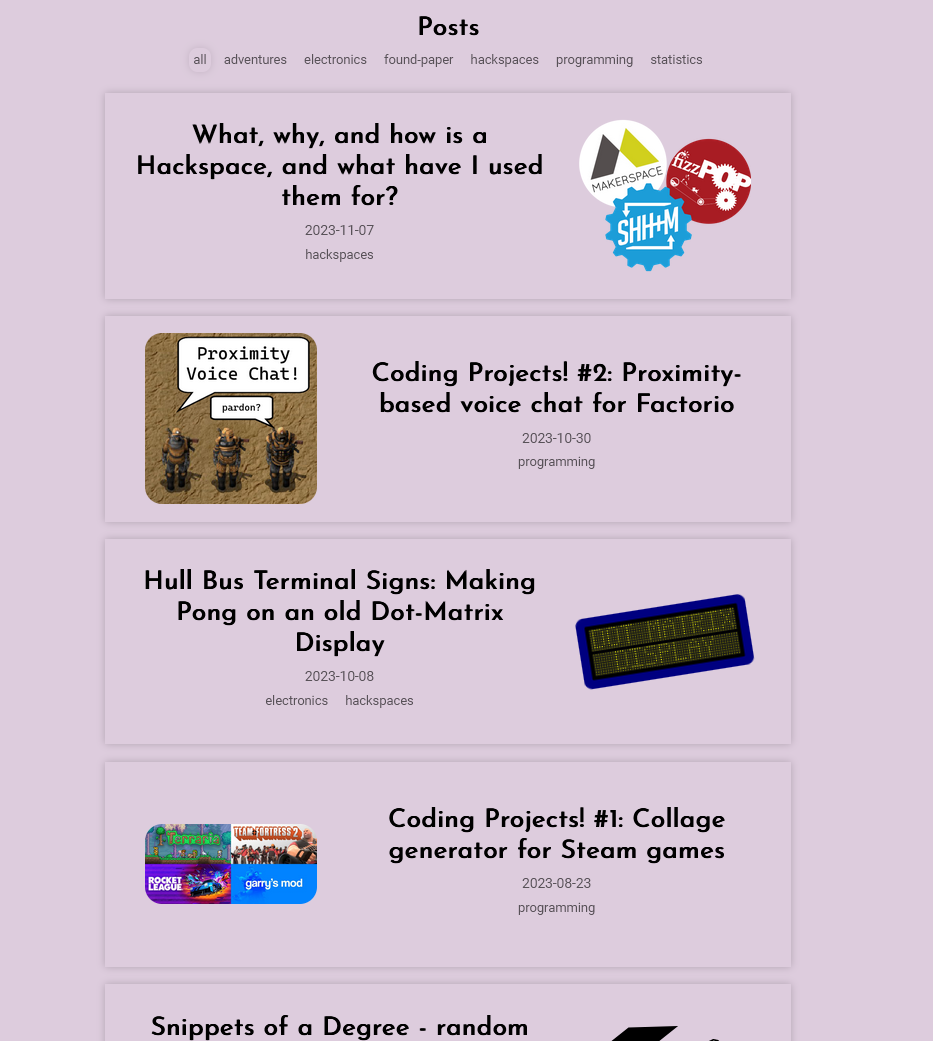 Posts
all adventures electronics found-paper hackspaces programming statistics
What, why, and how is a
Hackspace, and what have I used
them for?
2023-11-07
hackspaces
MAKERSPACE
fizzPOP
SHH+M
Proximity
Voice Chat!
pardon?
Coding Projects! #2: Proximity-
based voice chat for Factorio
2023-10-30
programming
Hull Bus Terminal Signs: Making
Pong on an old Dot-Matrix
Display
2023-10-08
electronics hackspaces
DOT MATRIX
DISPLAY
Terraria
TEAM FORTRESS 2
ROCKET
LEAGUE
garry's mod
Coding Projects! #1: Collage
generator for Steam games
2023-08-23
programming
Snippets of a Degree - random